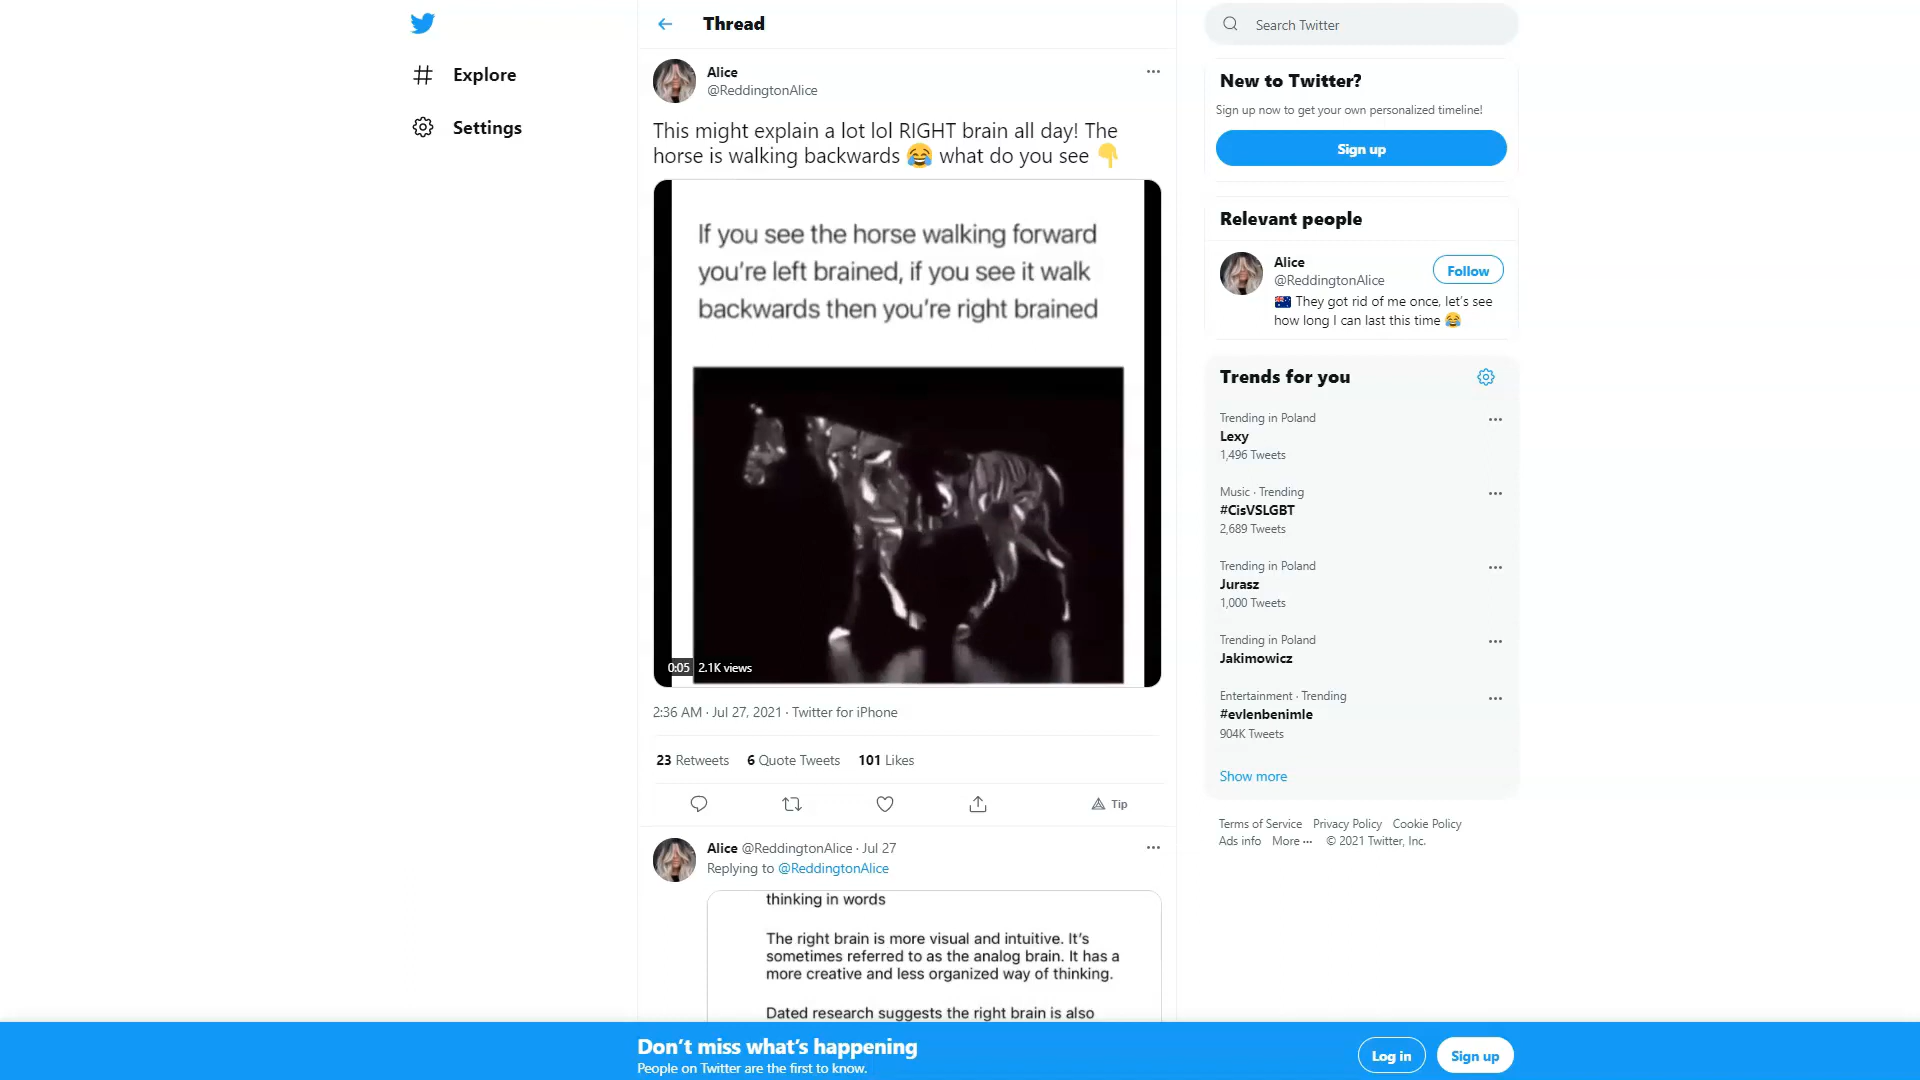 Explore
Settings
Thread
Alice
@ReddingtonAlice
This might explain a lot lol RIGHT brain all day! The
horse is walking backwards 😂 what do you see 👇
If you see the horse walking forward
you're left brained, if you see it walk
backwards then you're right brained
0:05 2.1K views
2:36 AM · Jul 27, 2021 · Twitter for iPhone
23 Retweets 6 Quote Tweets 101 Likes
Tip
Alice @ReddingtonAlice · Jul 27
Replying to @ReddingtonAlice
thinking in words
The right brain is more visual and intuitive. It's
sometimes referred to as the analog brain. It has a
more creative and less organized way of thinking.
Dated research suggests the right brain is also
Search Twitter
New to Twitter?
Sign up now to get your own personalized timeline!
Sign up
Relevant people
Alice
@ReddingtonAlice
Follow
🇦🇺 They got rid of me once, let's see
how long I can last this time 😂
Trends for you
Trending in Poland
Lexy
1,496 Tweets
Music · Trending
#CisVSLGBT
2,689 Tweets
Trending in Poland
Jurasz
1,000 Tweets
Trending in Poland
Jakimowicz
Entertainment · Trending
#evlenbenimle
904K Tweets
Show more
Terms of Service Privacy Policy Cookie Policy
Ads info More ··· © 2021 Twitter, Inc.
Don't miss what's happening
People on Twitter are the first to know.
Log in
Sign up